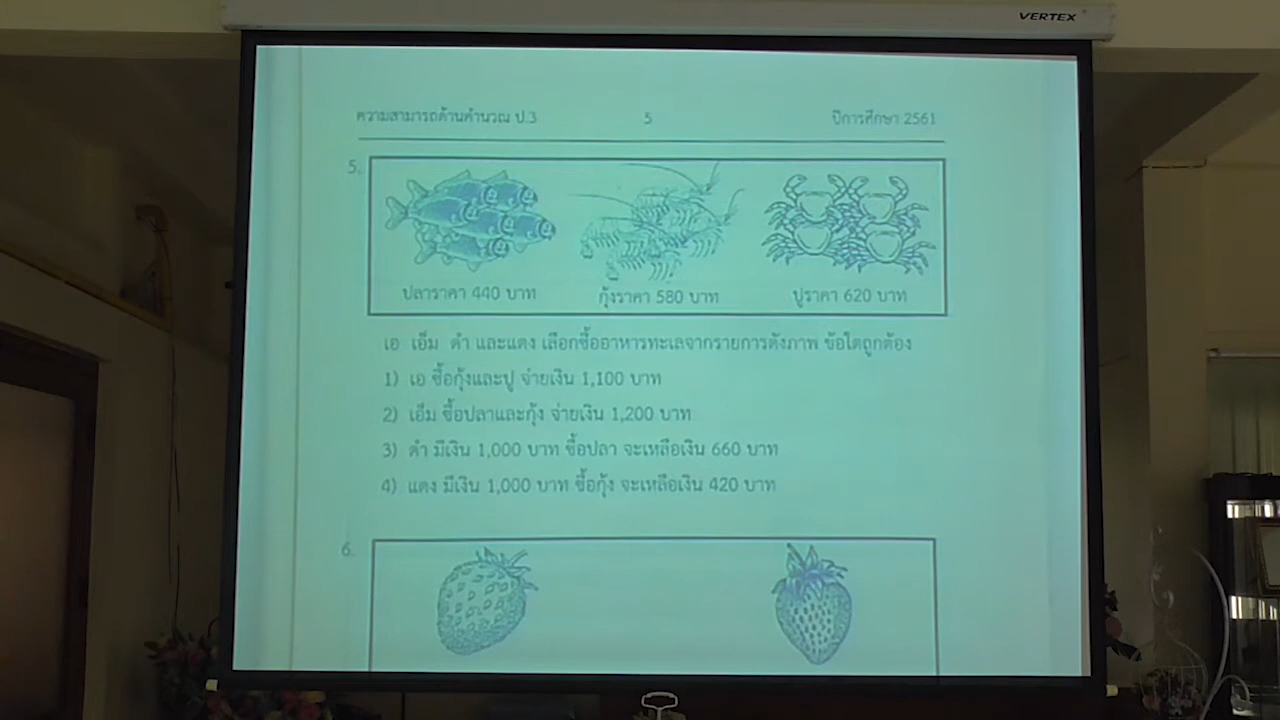 VERTEX
ความสามารถด้านคำนวณ ป.3 5 ปีการศึกษา 2561
5.
ปลาราคา 440 บาท กุ้งราคา 580 บาท ปูราคา 620 บาท
เอ เอ็ม ดำ และแดง เลือกซื้ออาหารทะเลจากรายการดังภาพ ข้อใดถูกต้อง
1) เอ ซื้อกุ้งและปู จ่ายเงิน 1,100 บาท
2) เอ็ม ซื้อปลาและกุ้ง จ่ายเงิน 1,200 บาท
3) ดำ มีเงิน 1,000 บาท ซื้อปลา จะเหลือเงิน 660 บาท
4) แดง มีเงิน 1,000 บาท ซื้อกุ้ง จะเหลือเงิน 420 บาท
6.